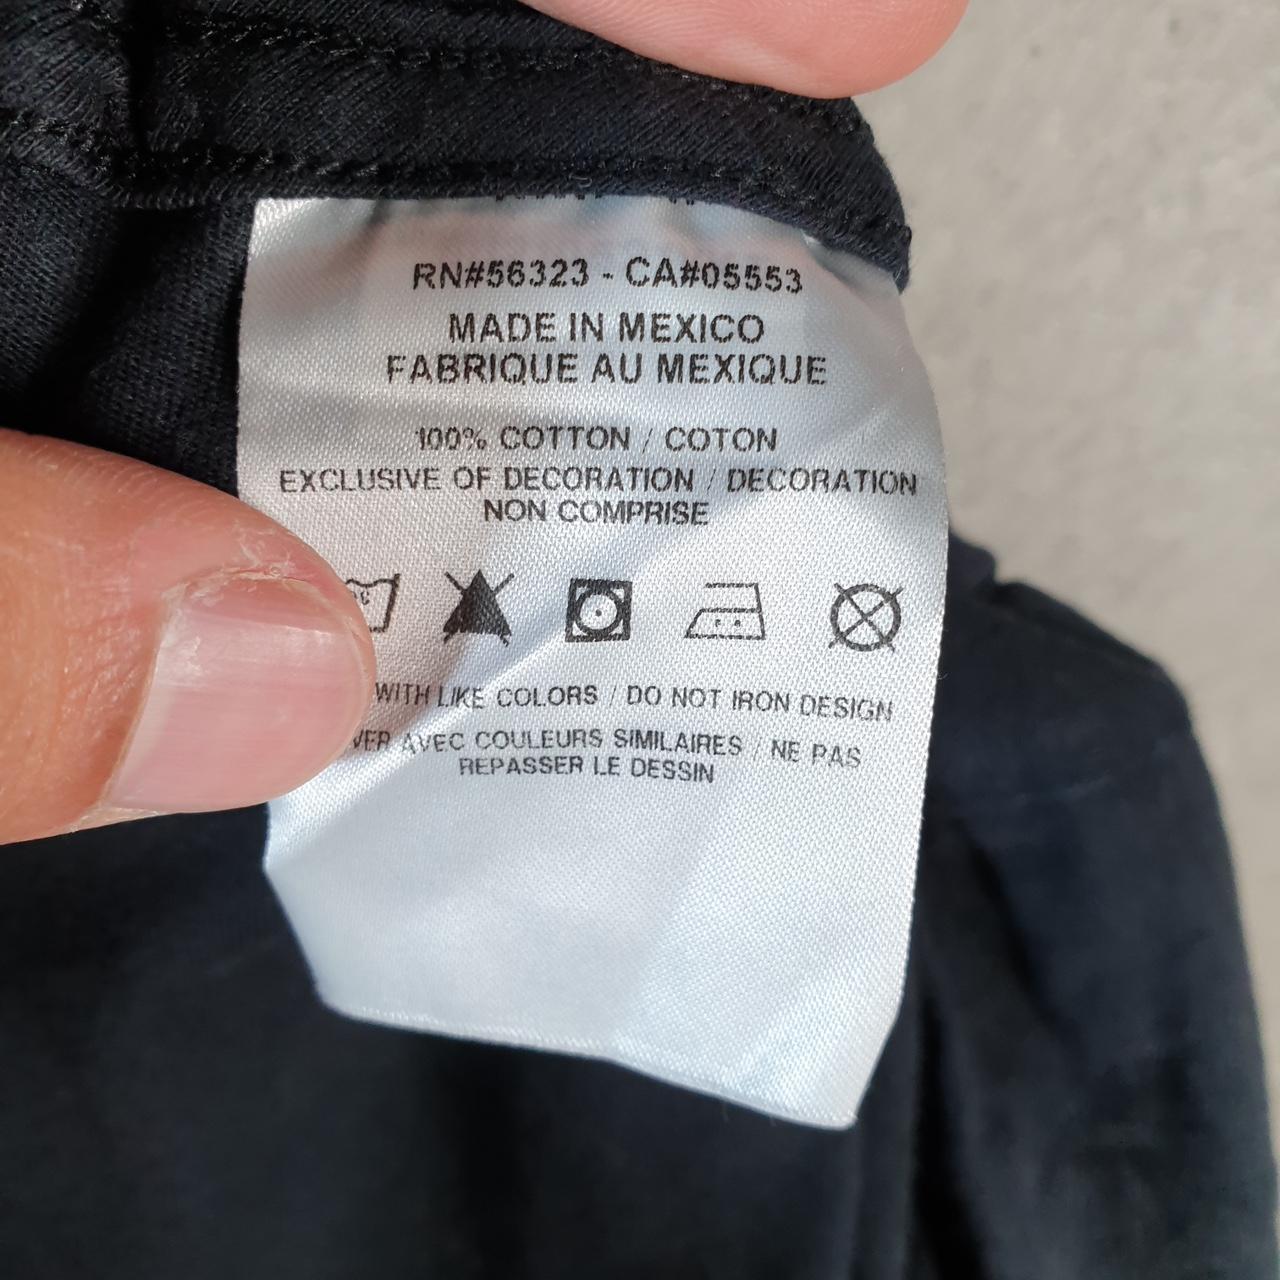 RN#56323 - CA#05553
MADE IN MEXICO
FABRIQUE AU MEXIQUE
100% COTTON / COTON
EXCLUSIVE OF DECORATION / DECORATION
NON COMPRISE
WITH LIKE COLORS / DO NOT IRON DESIGN
AVEC COULEURS SIMILAIRES / NE PAS
REPASSER LE DESSIN